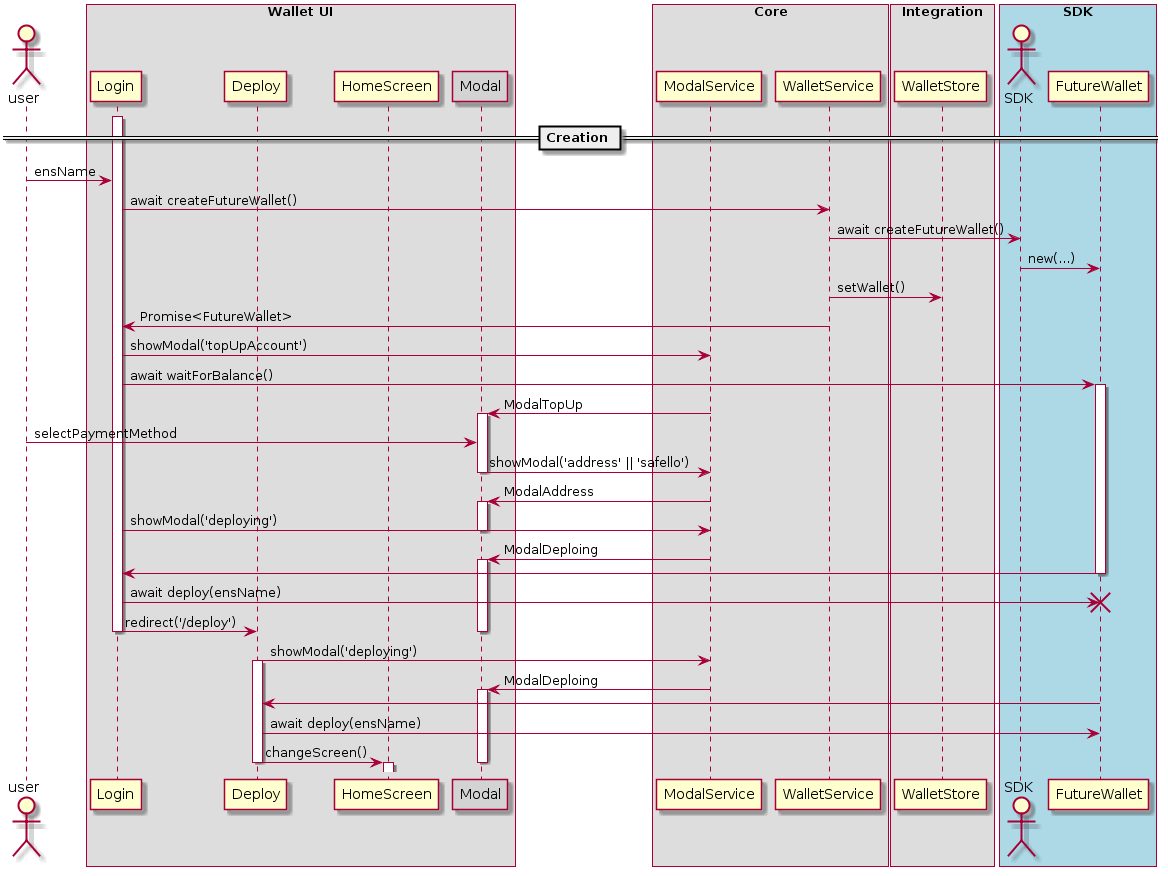 Wallet UI
Core
Integration
SDK
user
Login
Deploy
HomeScreen
Modal
ModalService
WalletService
WalletStore
SDK
FutureWallet
Creation
ensName
await createFutureWallet()
await createFutureWallet()
new(...)
setWallet()
Promise<FutureWallet>
showModal('topUpAccount')
await waitForBalance()
ModalTopUp
selectPaymentMethod
showModal('address' || 'safello')
ModalAddress
showModal('deploying')
ModalDeploing
await deploy(ensName)
redirect('/deploy')
showModal('deploying')
ModalDeploing
await deploy(ensName)
changeScreen()
user
Login
Deploy
HomeScreen
Modal
ModalService
WalletService
WalletStore
SDK
FutureWallet